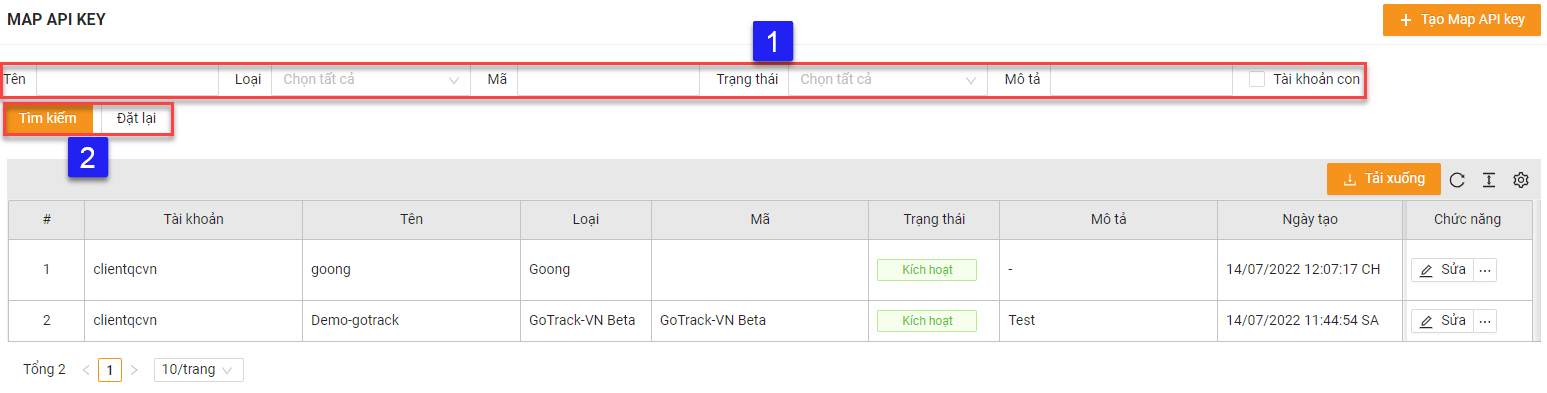 MAP API KEY
+ Tạo Map API key
1
Tên Loại Chọn tất cả Mã Trạng thái Chọn tất cả Mô tả Tài khoản con
Tìm kiếm Đặt lại
2
Tải xuống
# Tài khoản Tên Loại Mã Trạng thái Mô tả Ngày tạo Chức năng
1 clientqcvn goong Goong Kích hoạt - 14/07/2022 12:07:17 CH Sửa ...
2 clientqcvn Demo-gotrack GoTrack-VN Beta GoTrack-VN Beta Kích hoạt Test 14/07/2022 11:44:54 SA Sửa ...
Tổng 2 < 1 > 10/trang